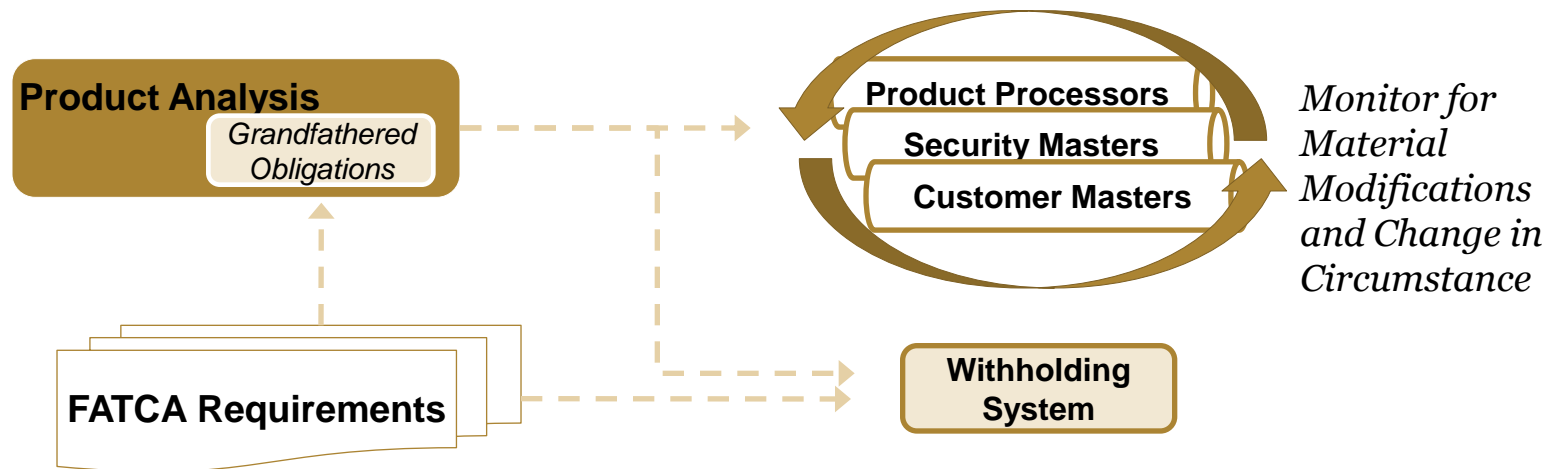 Product Analysis
Grandfathered
Obligations
Product Processors
Security Masters
Customer Masters
Monitor for
Material
Modifications
and Change in
Circumstance
FATCA Requirements
Withholding
System